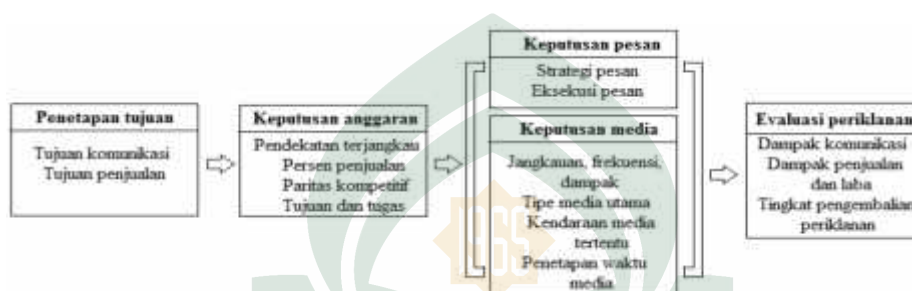 Penetapan tujuan
Tujuan komunikasi
Tujuan penjualan
Keputusan anggaran
Pendekatan terjangkau
Persen penjualan
Paritas kompetitif
Tujuan dan tugas
Keputusan pesan
Strategi pesan
Eksekusi pesan
Keputusan media
Jangkauan, frekuensi,
dampak
Tipe media utama
Kendaraan media
tertentu
Penetapan waktu
media
Evaluasi periklanan
Dampak komunikasi
Dampak penjualan
dan laba
Tingkat pengembalian
periklanan
1965